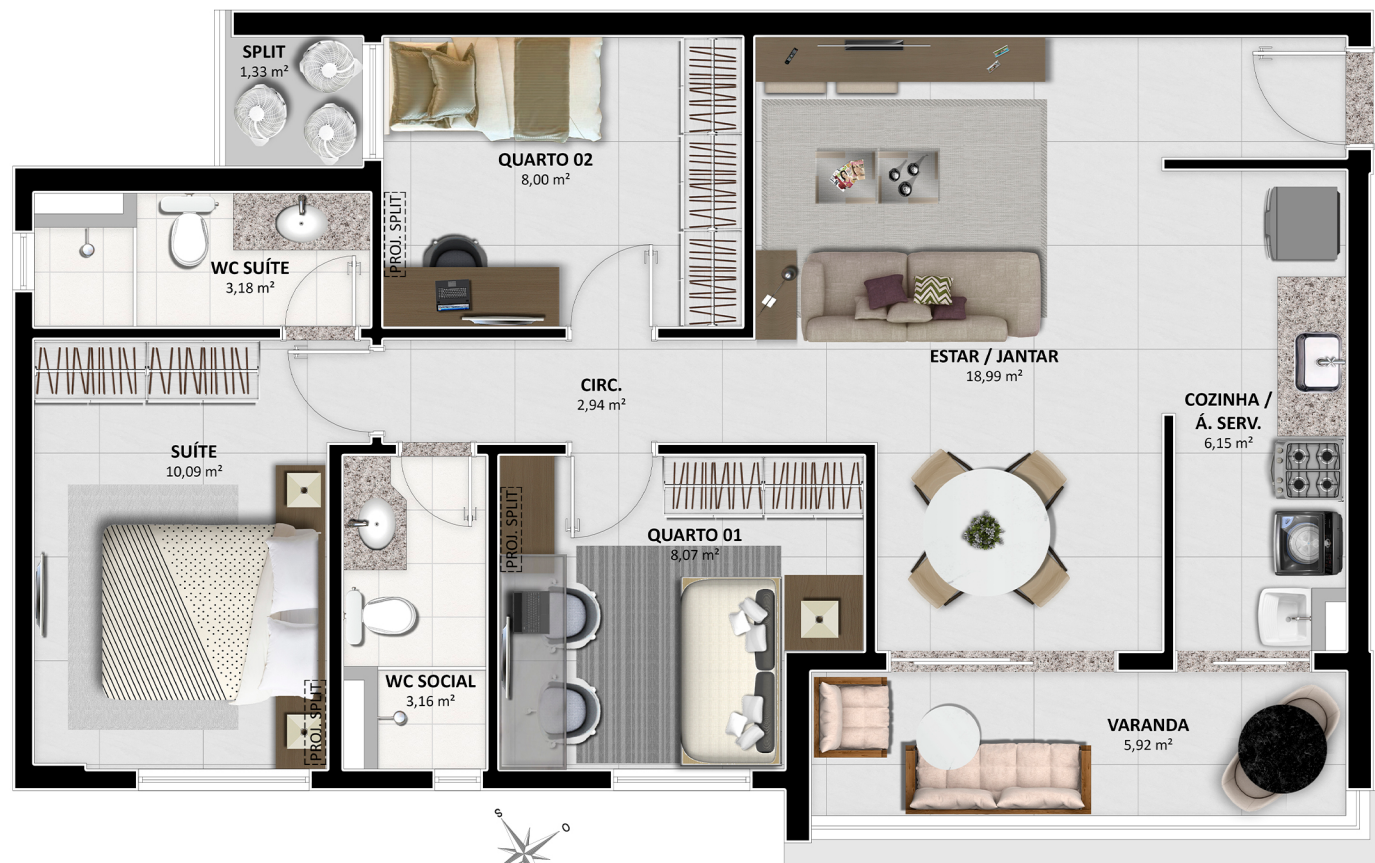 SPLIT
1,33 m²
QUARTO 02
8,00 m²
PROJ. SPLIT
WC SUÍTE
3,18 m²
ESTAR / JANTAR
18,99 m²
CIRC.
2,94 m²
COZINHA /
Á. SERV.
6,15 m²
SUÍTE
10,09 m²
PROJ. SPLIT
QUARTO 01
8,07 m²
WC SOCIAL
3,16 m²
PROJ. SPLIT
VARANDA
5,92 m²
S
O